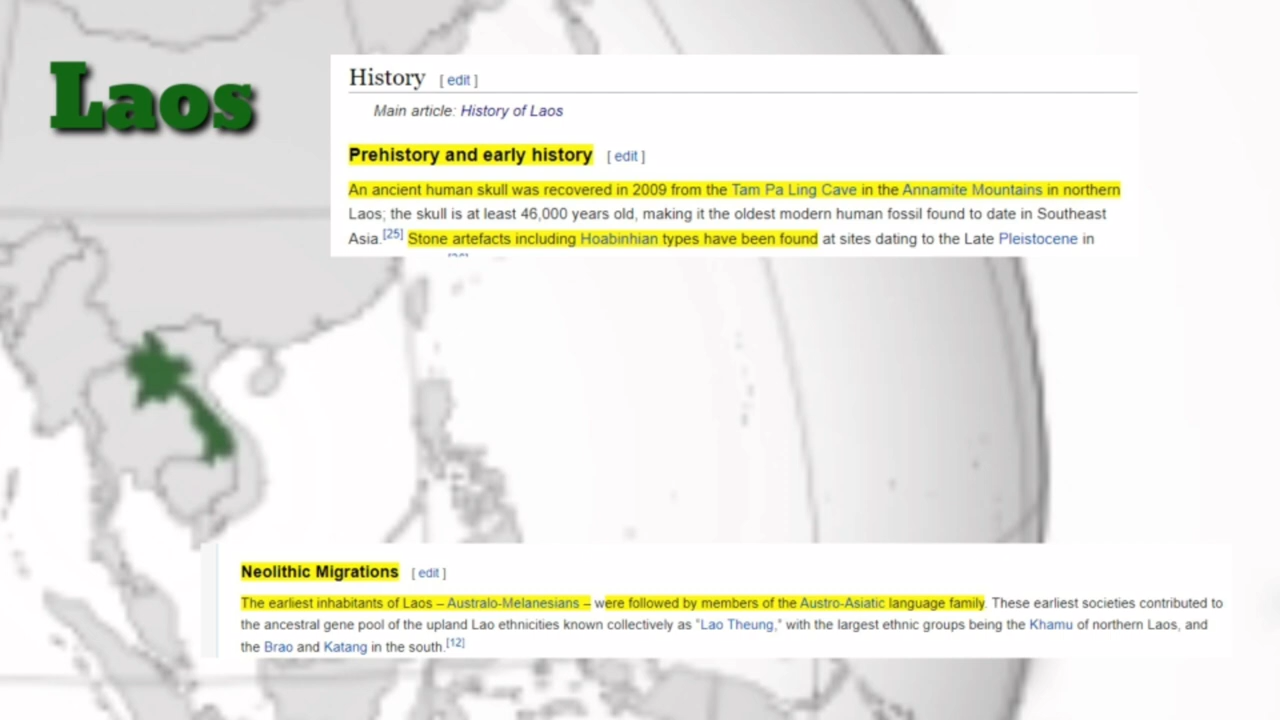 Laos
History [ edit ]
Main article: History of Laos
Prehistory and early history [ edit ]
An ancient human skull was recovered in 2009 from the Tam Pa Ling Cave in the Annamite Mountains in northern
Laos; the skull is at least 46,000 years old, making it the oldest modern human fossil found to date in Southeast
Asia.[25] Stone artefacts including Hoabinhian types have been found at sites dating to the Late Pleistocene in
Neolithic Migrations [ edit ]
The earliest inhabitants of Laos – Australo-Melanesians – were followed by members of the Austro-Asiatic language family. These earliest societies contributed to
the ancestral gene pool of the upland Lao ethnicities known collectively as "Lao Theung," with the largest ethnic groups being the Khamu of northern Laos, and
the Brao and Katang in the south.[12]